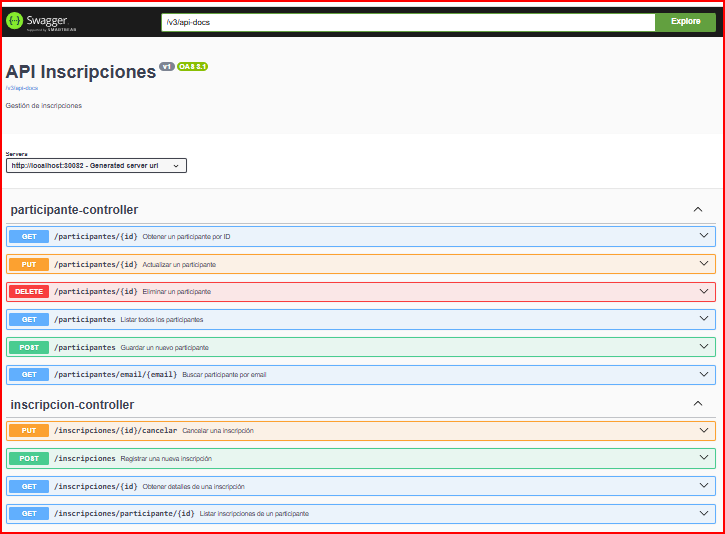 Swagger.
Supported by SMARTBEAR
/v3/api-docs
Explore
API Inscripciones v1 OAS 3.1
/v3/api-docs
Gestión de inscripciones
Servers
http://localhost:30082 - Generated server url
participante-controller
GET /participantes/{id} Obtener un participante por ID
PUT /participantes/{id} Actualizar un participante
DELETE /participantes/{id} Eliminar un participante
GET /participantes Listar todos los participantes
POST /participantes Guardar un nuevo participante
GET /participantes/email/{email} Buscar participante por email
inscripcion-controller
PUT /inscripciones/{id}/cancelar Cancelar una inscripción
POST /inscripciones Registrar una nueva inscripción
GET /inscripciones/{id} Obtener detalles de una inscripción
GET /inscripciones/participante/{id} Listar inscripciones de un participante